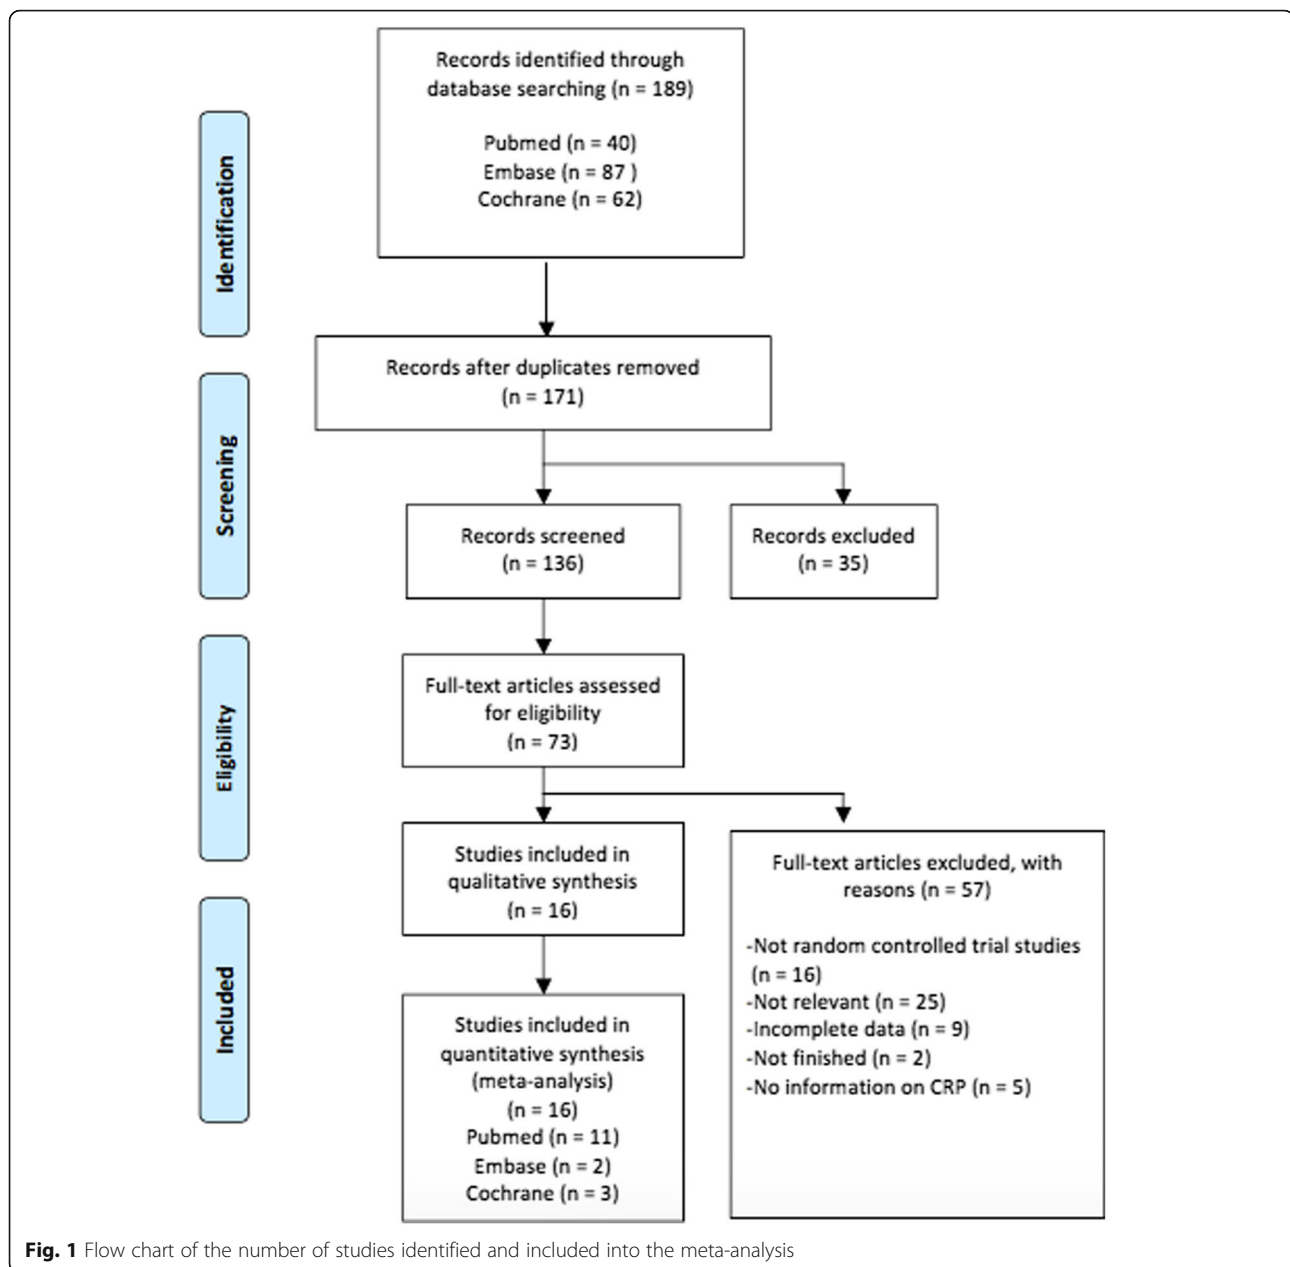 Records identified through
database searching (n = 189)
Pubmed (n = 40)
Embase (n = 87 )
Cochrane (n = 62)
Identification
Records after duplicates removed
(n = 171)
Screening
Records screened
(n = 136)
Records excluded
(n = 35)
Full-text articles assessed
for eligibility
(n = 73)
Eligibility
Studies included in
qualitative synthesis
(n = 16)
Full-text articles excluded, with
reasons (n = 57)
-Not random controlled trial studies
(n = 16)
-Not relevant (n = 25)
-Incomplete data (n = 9)
-Not finished (n = 2)
-No information on CRP (n = 5)
Included
Studies included in
quantitative synthesis
(meta-analysis)
(n = 16)
Pubmed (n = 11)
Embase (n = 2)
Cochrane (n = 3)
Fig. 1 Flow chart of the number of studies identified and included into the meta-analysis